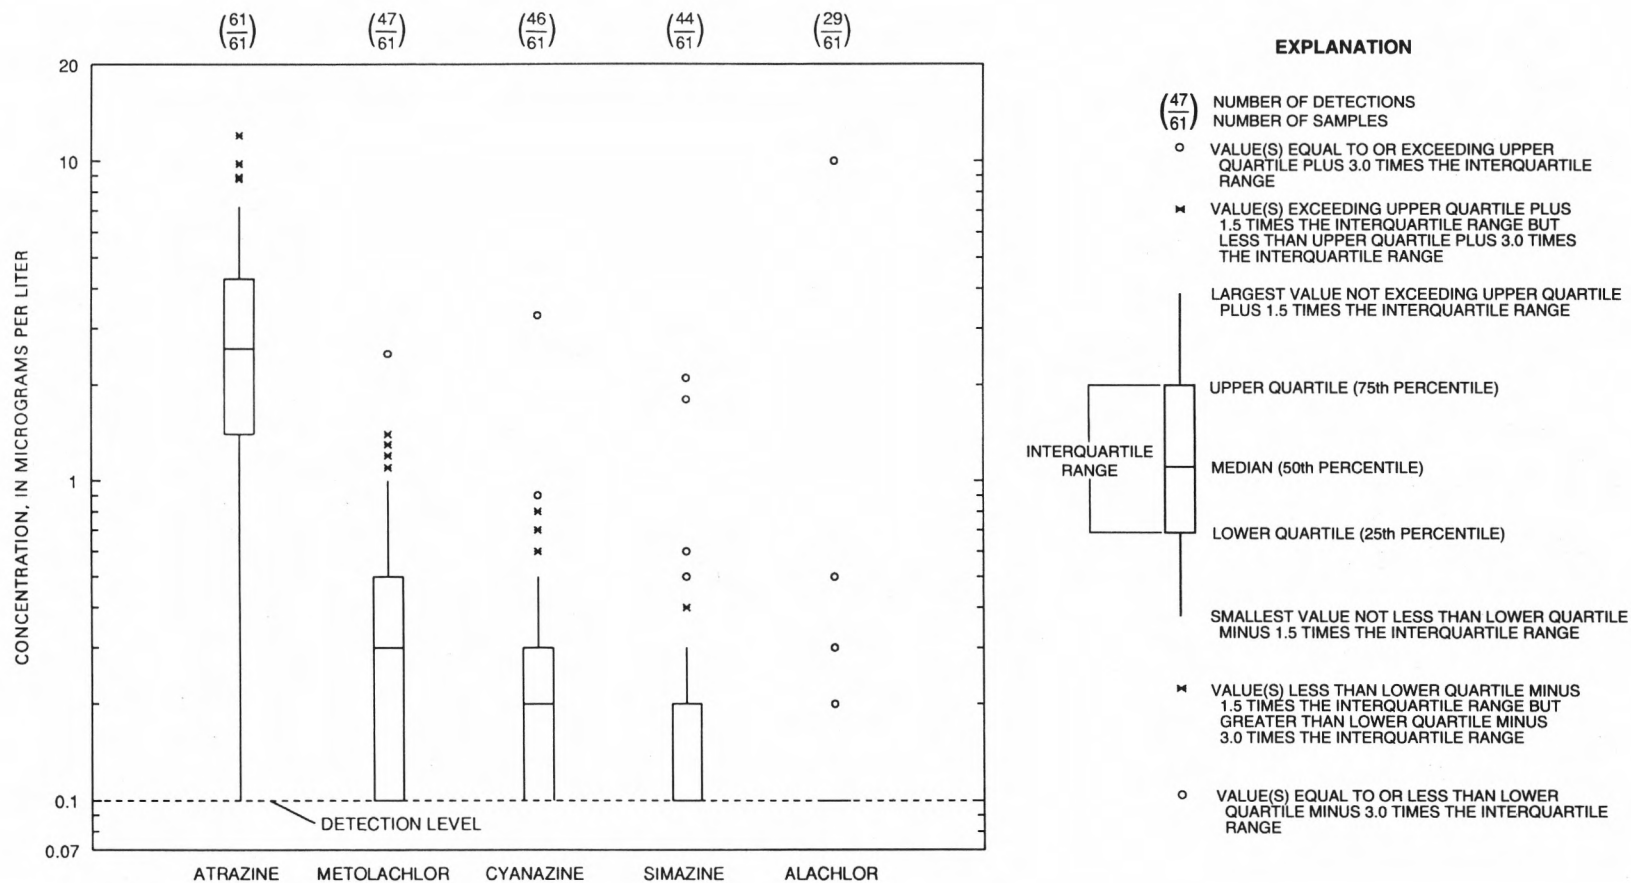 (61/61) (47/61) (46/61) (44/61) (29/61)
20
10
1
0.1
0.07
CONCENTRATION, IN MICROGRAMS PER LITER
DETECTION LEVEL
ATRAZINE METOLACHLOR CYANAZINE SIMAZINE ALACHLOR
EXPLANATION
(47/61) NUMBER OF DETECTIONS
NUMBER OF SAMPLES
VALUE(S) EQUAL TO OR EXCEEDING UPPER
QUARTILE PLUS 3.0 TIMES THE INTERQUARTILE
RANGE
VALUE(S) EXCEEDING UPPER QUARTILE PLUS
1.5 TIMES THE INTERQUARTILE RANGE BUT
LESS THAN UPPER QUARTILE PLUS 3.0 TIMES
THE INTERQUARTILE RANGE
LARGEST VALUE NOT EXCEEDING UPPER QUARTILE
PLUS 1.5 TIMES THE INTERQUARTILE RANGE
UPPER QUARTILE (75th PERCENTILE)
INTERQUARTILE
RANGE
MEDIAN (50th PERCENTILE)
LOWER QUARTILE (25th PERCENTILE)
SMALLEST VALUE NOT LESS THAN LOWER QUARTILE
MINUS 1.5 TIMES THE INTERQUARTILE RANGE
VALUE(S) LESS THAN LOWER QUARTILE MINUS
1.5 TIMES THE INTERQUARTILE RANGE BUT
GREATER THAN LOWER QUARTILE MINUS
3.0 TIMES THE INTERQUARTILE RANGE
VALUE(S) EQUAL TO OR LESS THAN LOWER
QUARTILE MINUS 3.0 TIMES THE INTERQUARTILE
RANGE